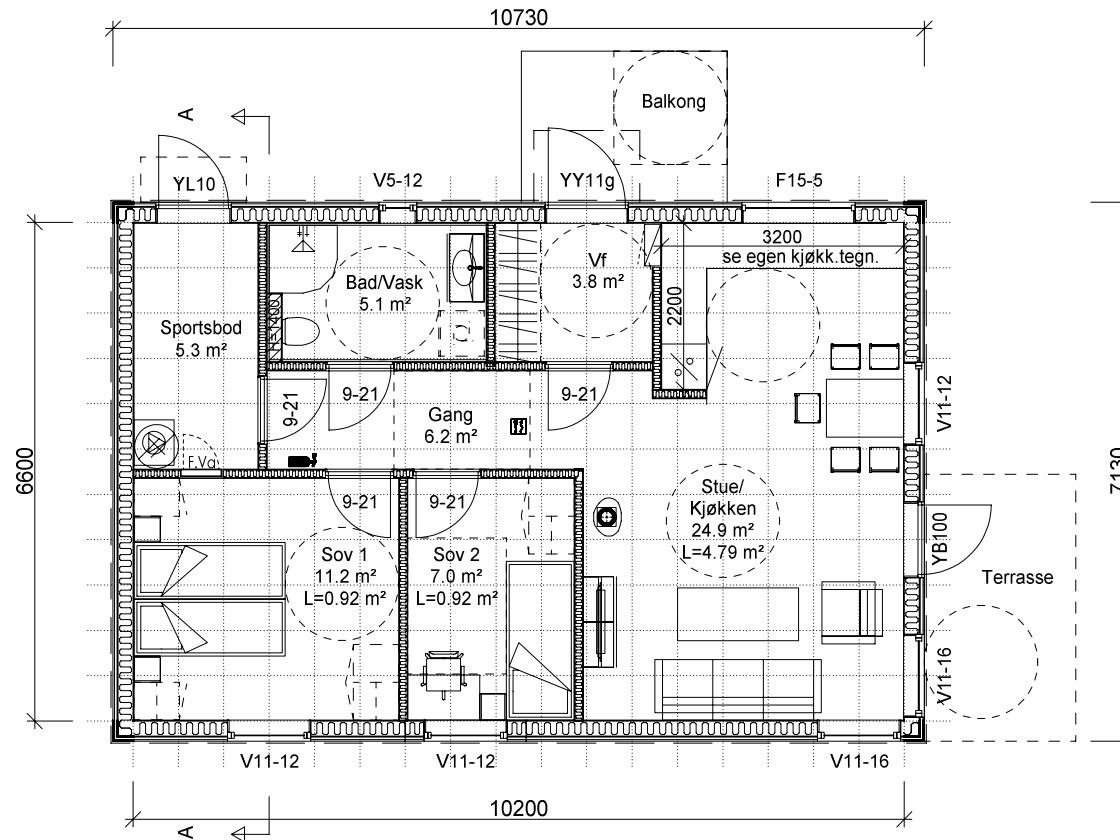 10730
A
Balkong
YL10
V5-12
YY11g
F15-5
3200
se egen kjøkk.tegn.
Vf
3.8 m²
Bad/Vask
5.1 m²
H=1400
2200
Sportsbod
5.3 m²
9-21
9-21
9-21
Gang
6.2 m²
V11-12
6600
7130
F.Va
9-21
9-21
Stue/
Kjøkken
24.9 m²
L=4.79 m²
YB100
Sov 1
11.2 m²
L=0.92 m²
Sov 2
7.0 m²
L=0.92 m²
Terrasse
V11-16
V11-12
V11-12
V11-16
10200
A